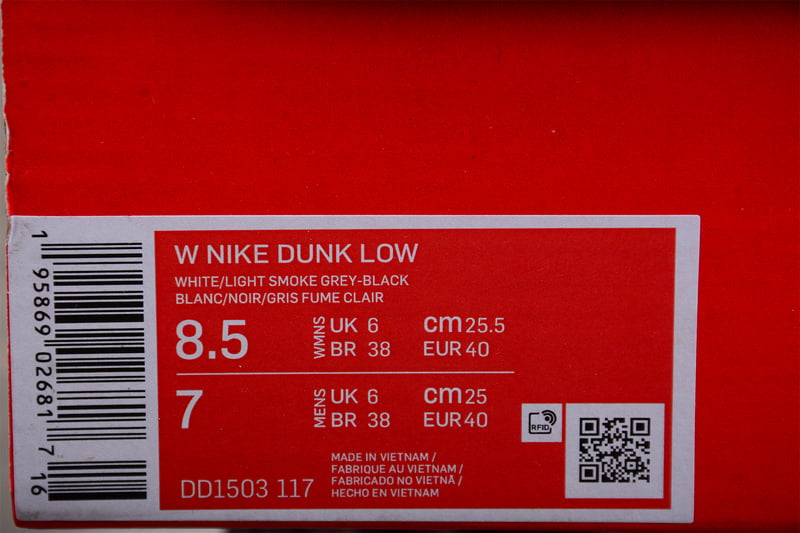 W NIKE DUNK LOW
WHITE/LIGHT SMOKE GREY-BLACK
BLANC/NOIR/GRIS FUME CLAIR
8.5 WMNS UK 6 cm 25.5
BR 38 EUR 40
7 MENS UK 6 cm 25
BR 38 EUR 40
RFID
MADE IN VIETNAM /
FABRIQUE AU VIETNAM /
FABRICADO NO VIETNÃ /
HECHO EN VIETNAM
DD1503 117
1 95869 02681 7 16